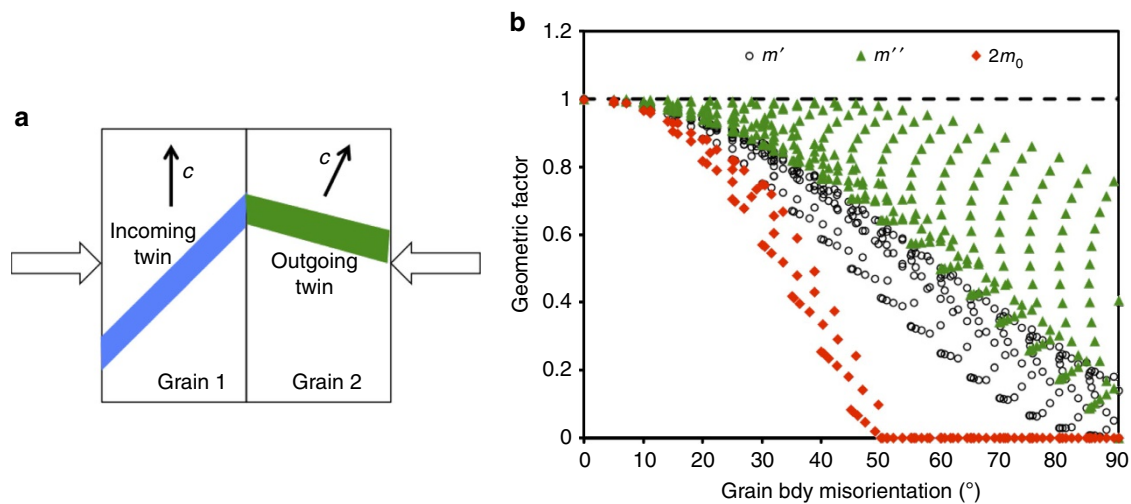 a
c
c
Incoming
twin
Outgoing
twin
Grain 1
Grain 2
b
m′ m′′ 2m₀
1.2
1
0.8
0.6
0.4
0.2
0
Geometric factor
0 10 20 30 40 50 60 70 80 90
Grain bdy misorientation (°)